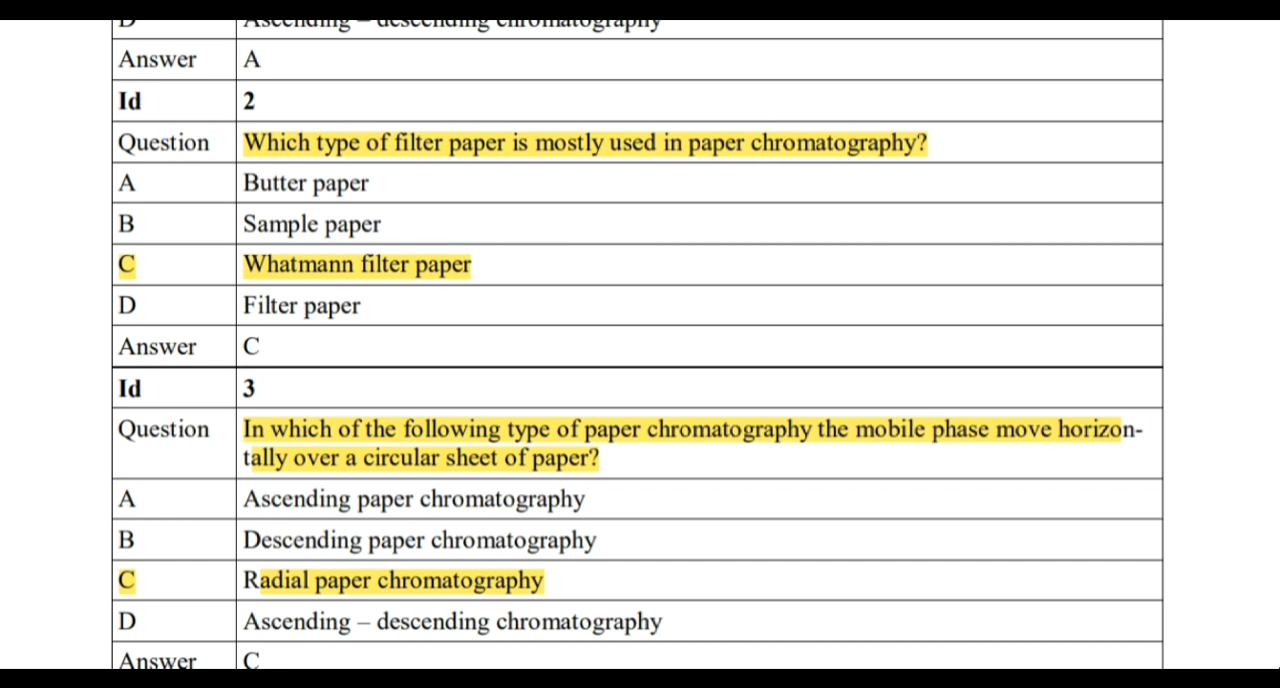 D Ascending – descending chromatography
Answer A
Id 2
Question Which type of filter paper is mostly used in paper chromatography?
A Butter paper
B Sample paper
C Whatmann filter paper
D Filter paper
Answer C
Id 3
Question In which of the following type of paper chromatography the mobile phase move horizon-
tally over a circular sheet of paper?
A Ascending paper chromatography
B Descending paper chromatography
C Radial paper chromatography
D Ascending – descending chromatography
Answer C